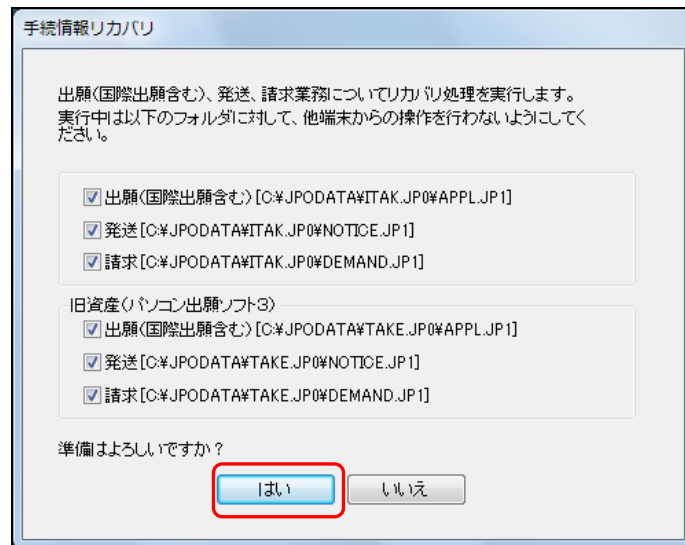 手続情報リカバリ
出願(国際出願含む)、発送、請求業務についてリカバリ処理を実行します。
実行中は以下のフォルダに対して、他端末からの操作を行わないようにしてく
ださい。
出願(国際出願含む)[C:¥JPODATA¥ITAK.JP0¥APPL.JP1]
発送[C:¥JPODATA¥ITAK.JP0¥NOTICE.JP1]
請求[C:¥JPODATA¥ITAK.JP0¥DEMAND.JP1]
旧資産(パソコン出願ソフト3)
出願(国際出願含む)[C:¥JPODATA¥TAKE.JP0¥APPL.JP1]
発送[C:¥JPODATA¥TAKE.JP0¥NOTICE.JP1]
請求[C:¥JPODATA¥TAKE.JP0¥DEMAND.JP1]
準備はよろしいですか？
はい いいえ